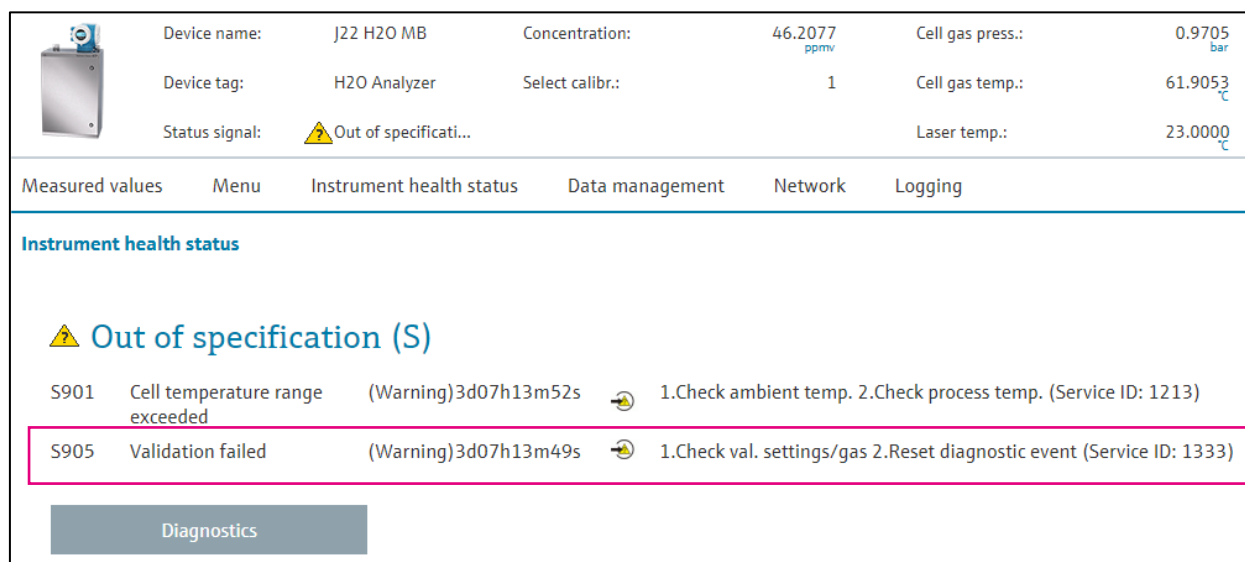 Device name: J22 H2O MB Concentration: 46.2077 ppmv Cell gas press.: 0.9705 bar
Device tag: H2O Analyzer Select calibr.: 1 Cell gas temp.: 61.9053 °C
Status signal: Out of specificati... Laser temp.: 23.0000 °C
Measured values Menu Instrument health status Data management Network Logging
Instrument health status
Out of specification (S)
S901 Cell temperature range (Warning)3d07h13m52s 1.Check ambient temp. 2.Check process temp. (Service ID: 1213)
exceeded
S905 Validation failed (Warning)3d07h13m49s 1.Check val. settings/gas 2.Reset diagnostic event (Service ID: 1333)
Diagnostics